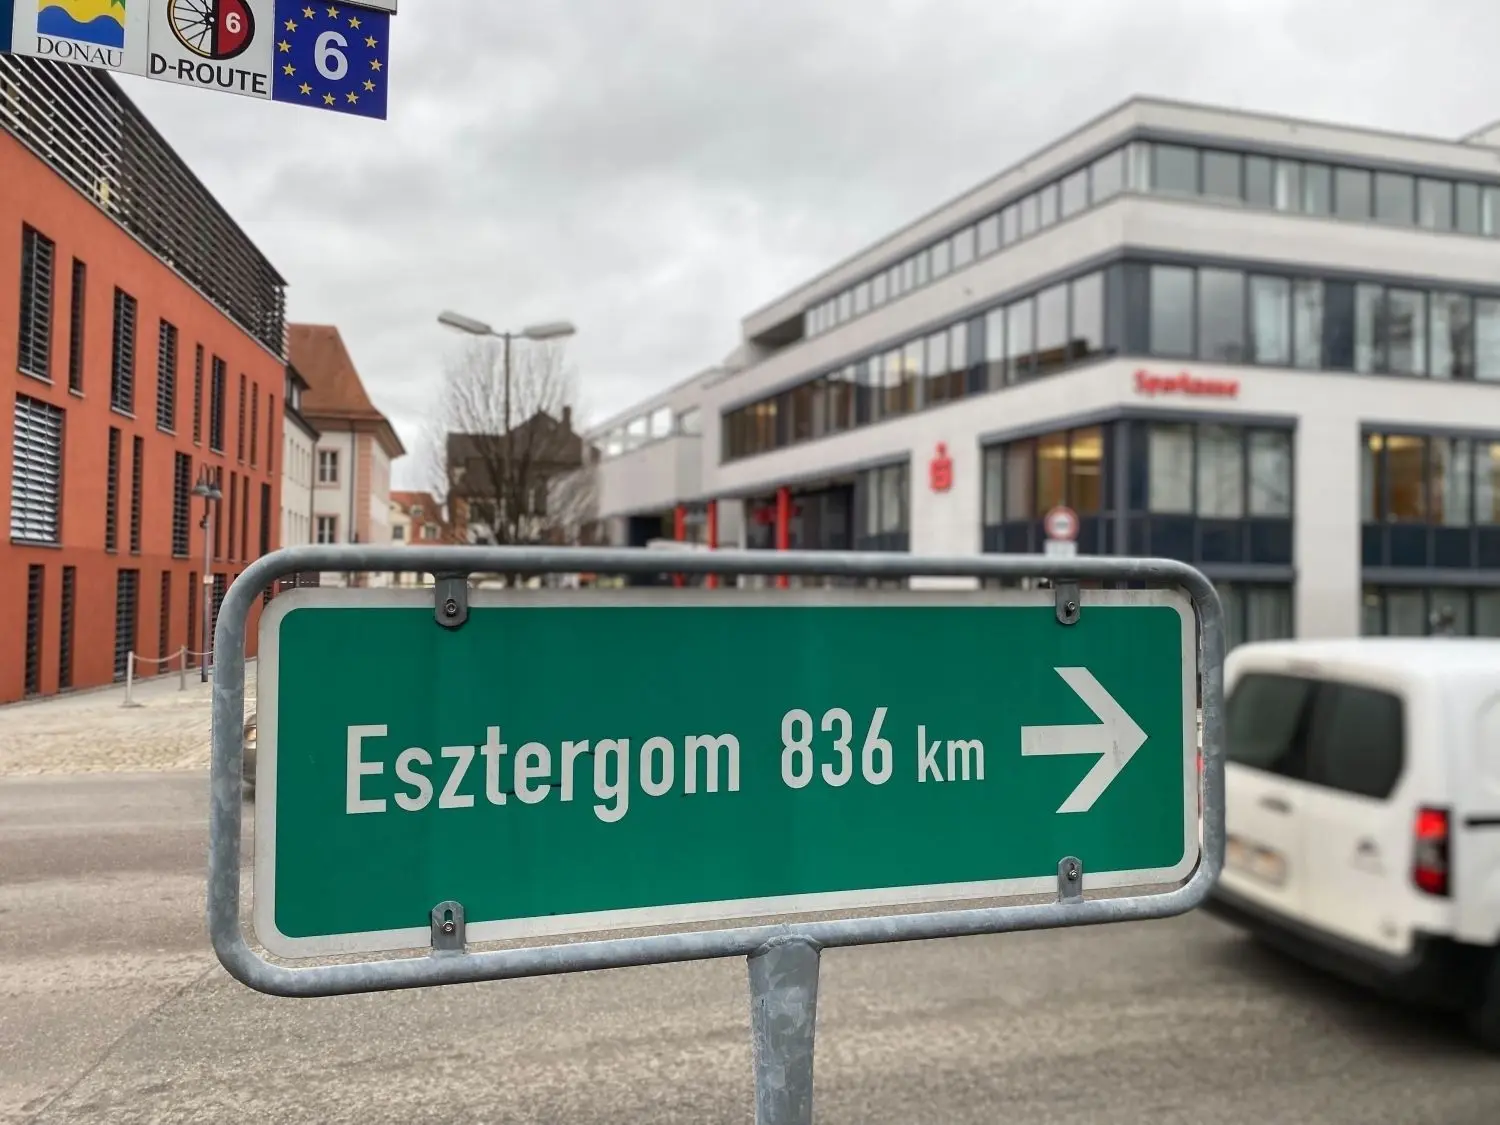 DONAU
6
D-ROUTE
6
Sparkasse
Esztergom 836 km